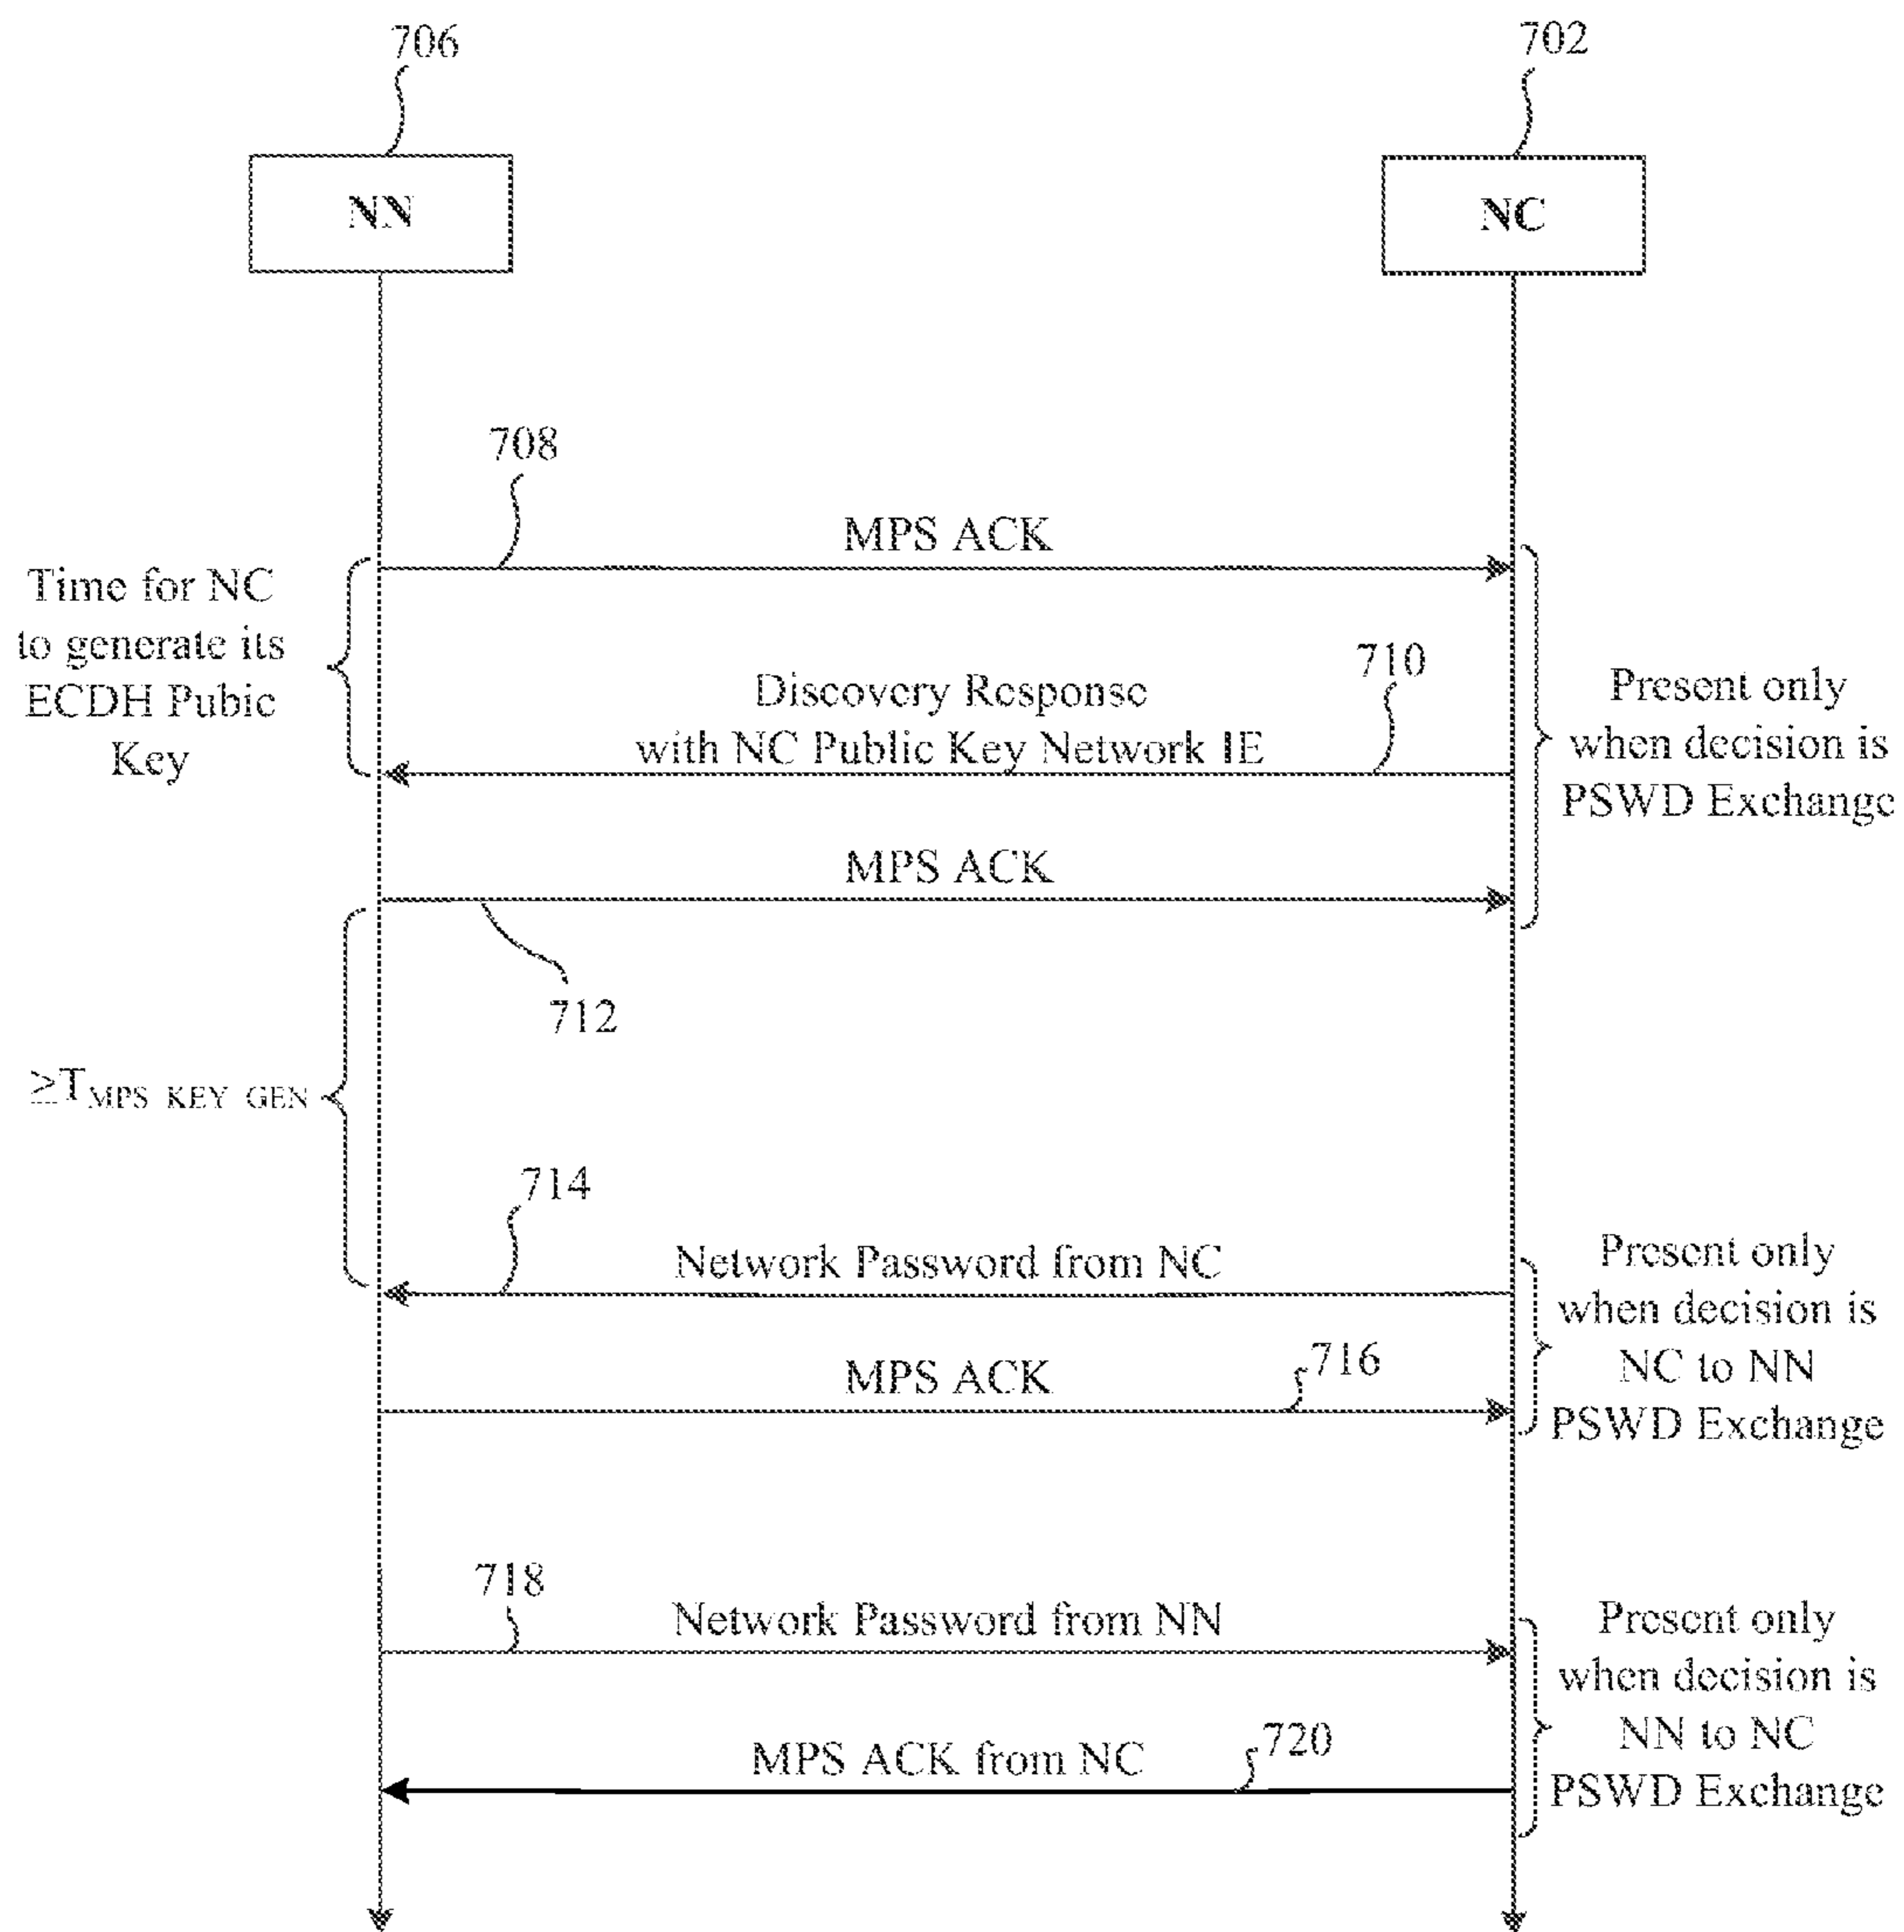 706
702
NN
NC
708
MPS ACK
Time for NC
to generate its
ECDH Pubic
Key
710
Discovery Response
with NC Public Key Network IE
Present only
when decision is
PSWD Exchange
MPS ACK
712
≥T MPS KEY GEN
714
Network Password from NC
Present only
when decision is
NC to NN
PSWD Exchange
716
MPS ACK
718
Network Password from NN
Present only
when decision is
NN to NC
PSWD Exchange
720
MPS ACK from NC